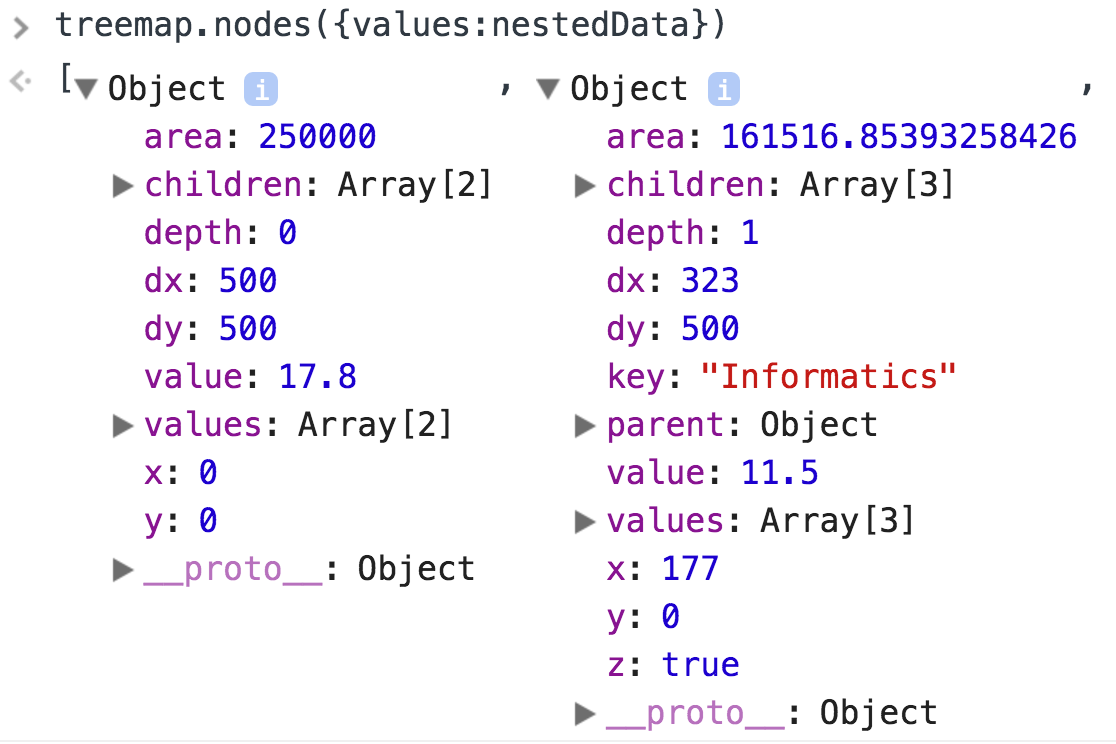 > treemap.nodes({values:nestedData})
<· [▼Object i , ▼Object i ,
area: 250000 area: 161516.85393258426
▶children: Array[2] ▶children: Array[3]
depth: 0 depth: 1
dx: 500 dx: 323
dy: 500 dy: 500
value: 17.8 key: "Informatics"
▶values: Array[2] ▶parent: Object
x: 0 value: 11.5
y: 0 ▶values: Array[3]
▶__proto__: Object x: 177
y: 0
z: true
▶__proto__: Object